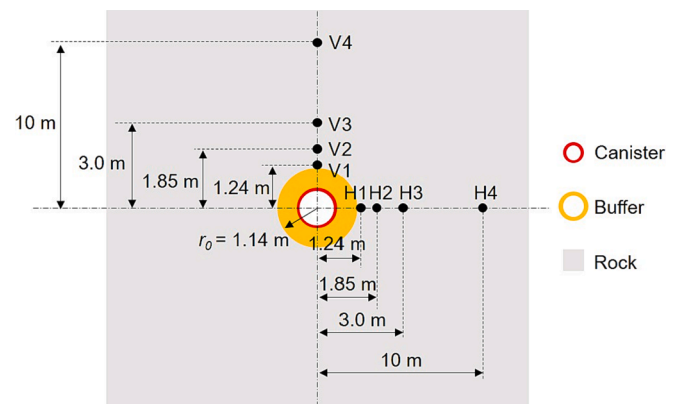 V4
10 m
V3
3.0 m
V2
1.85 m
V1
1.24 m
H1 H2 H3 H4
r0 = 1.14 m
1.24 m
1.85 m
3.0 m
10 m
Canister
Buffer
Rock